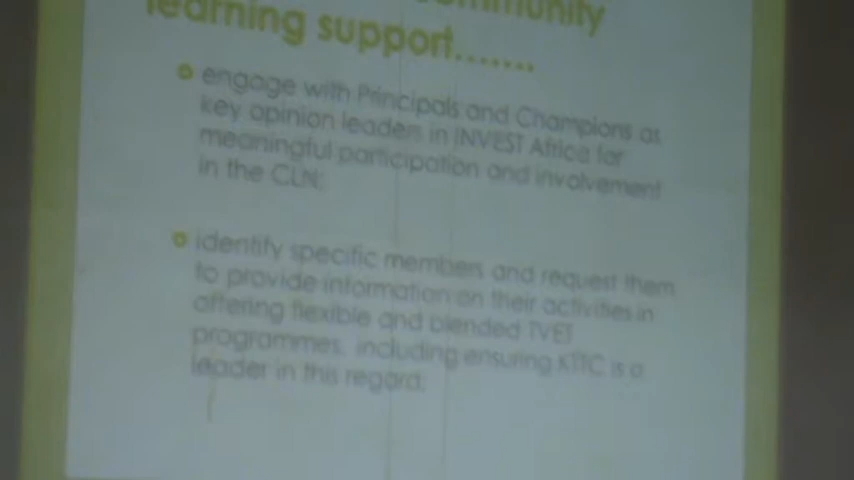 community
learning support.......
engage with Principals and Champions as
key opinion leaders in INVEST Africa for
meaningful participation and involvement
in the CLN;
identify specific members and request them
to provide information on their activities in
offering flexible and blended TVET
programmes, including ensuring KTTC is a
leader in this regard;